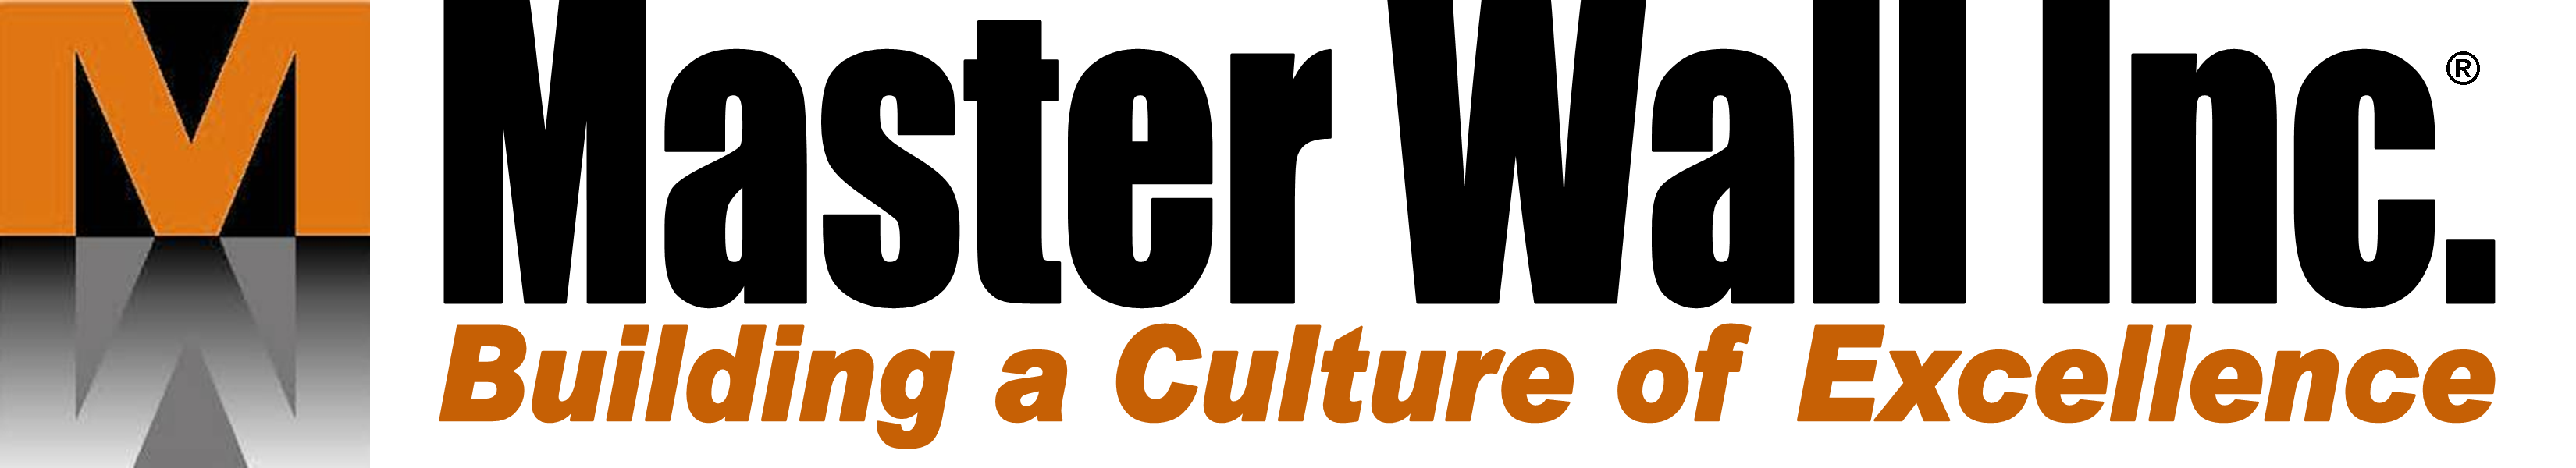 Master Wall Inc.®
Building a Culture of Excellence